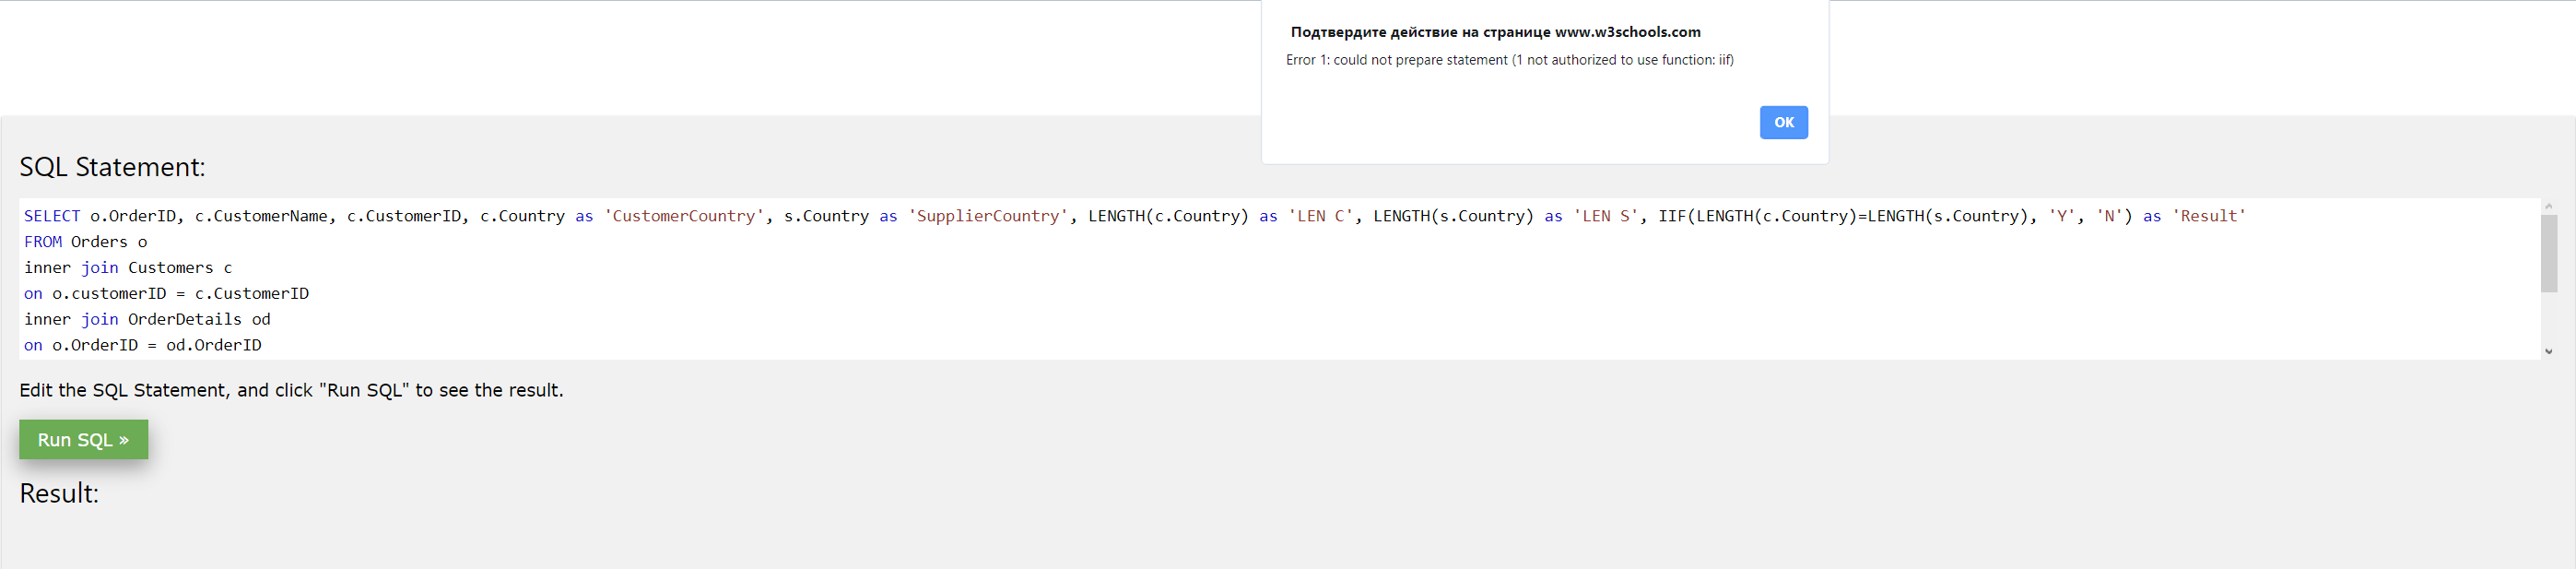 Подтвердите действие на странице www.w3schools.com
Error 1: could not prepare statement (1 not authorized to use function: iif)
OK
SQL Statement:
SELECT o.OrderID, c.CustomerName, c.CustomerID, c.Country as 'CustomerCountry', s.Country as 'SupplierCountry', LENGTH(c.Country) as 'LEN C', LENGTH(s.Country) as 'LEN S', IIF(LENGTH(c.Country)=LENGTH(s.Country), 'Y', 'N') as 'Result'
FROM Orders o
inner join Customers c
on o.customerID = c.CustomerID
inner join OrderDetails od
on o.OrderID = od.OrderID
Edit the SQL Statement, and click "Run SQL" to see the result.
Run SQL »
Result: